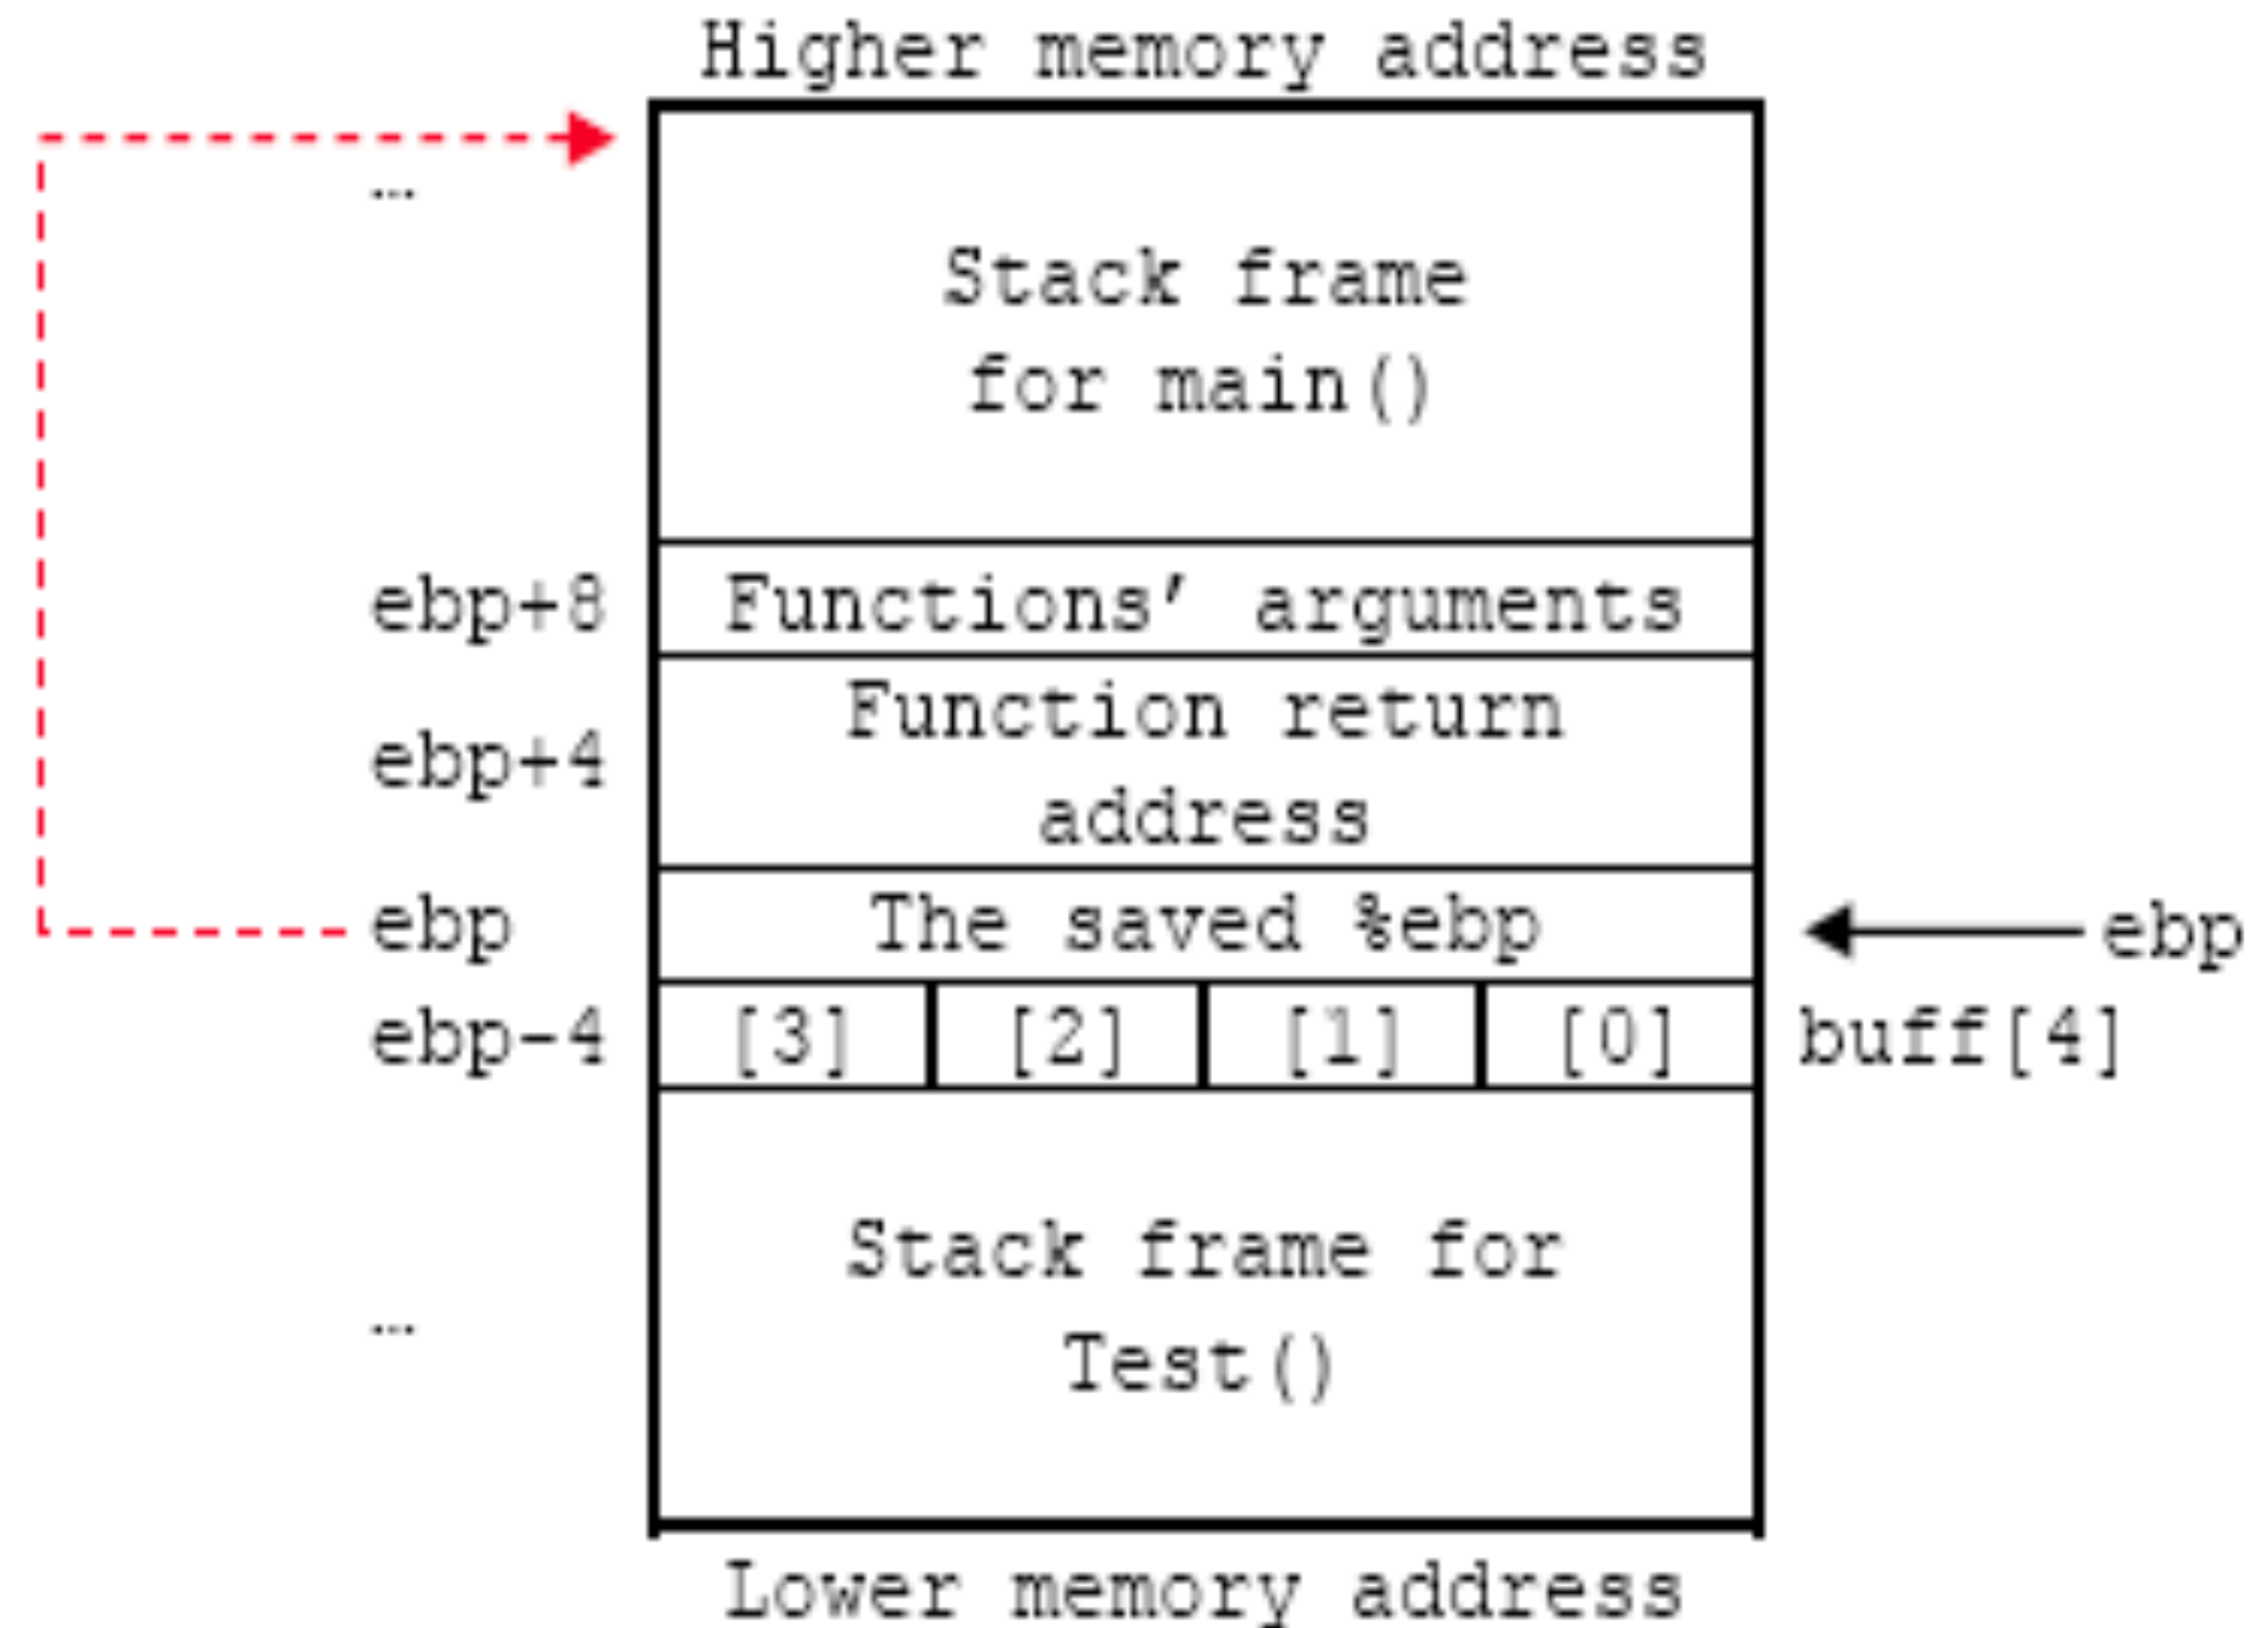 Higher memory address
…
Stack frame
for main()
ebp+8 Functions’ arguments
Function return
ebp+4
address
ebp The saved %ebp ebp
ebp-4 [3] [2] [1] [0] buff[4]
Stack frame for
…
Test()
Lower memory address